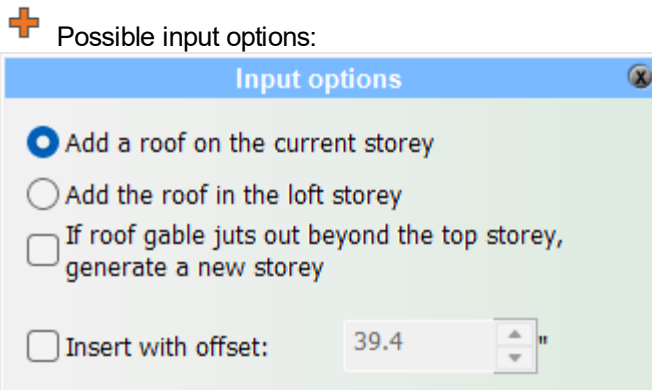 Possible input options:
Input options
Add a roof on the current storey
Add the roof in the loft storey
If roof gable juts out beyond the top storey,
generate a new storey
Insert with offset: 39.4 "